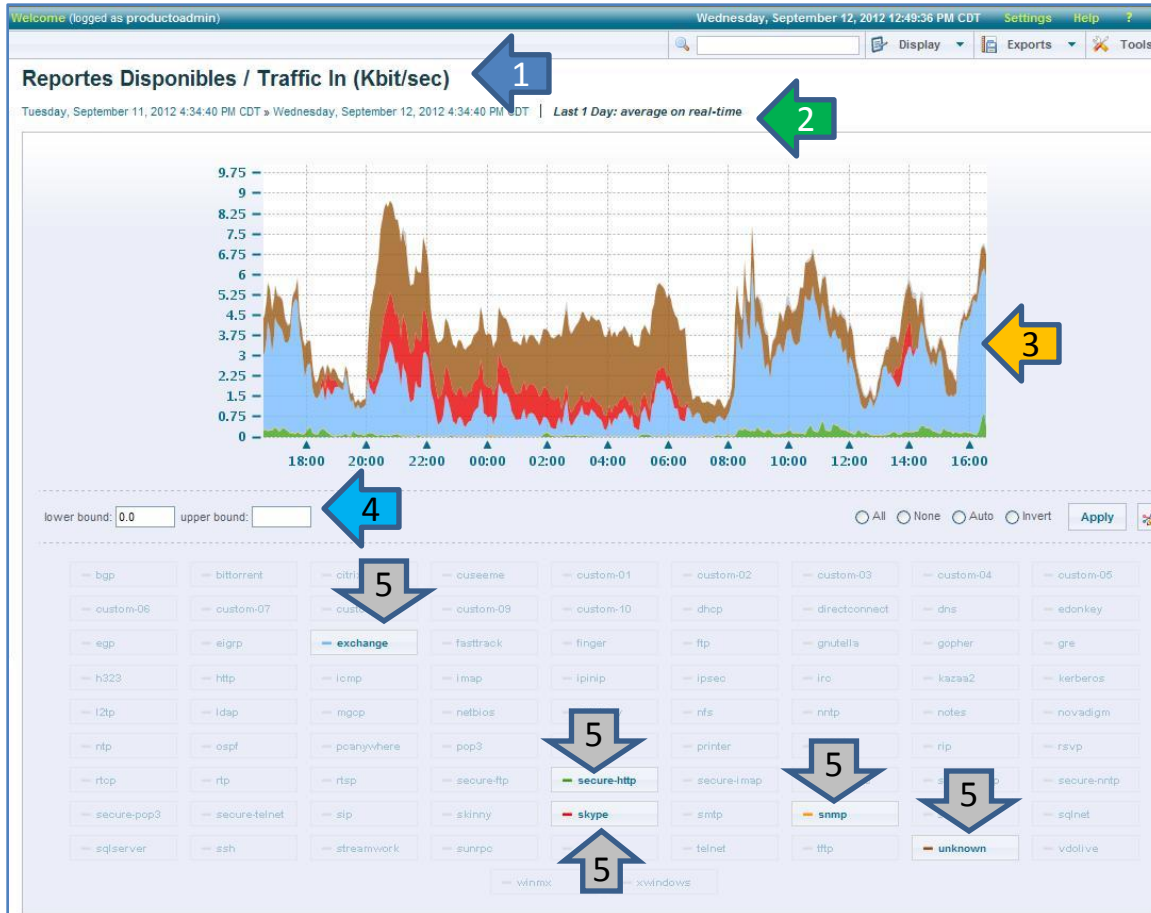 Welcome (logged as productoadmin) Wednesday, September 12, 2012 12:49:36 PM CDT Settings Help ?
Display Exports Tools
Reportes Disponibles / Traffic In (Kbit/sec) 1
Tuesday, September 11, 2012 4:34:40 PM CDT » Wednesday, September 12, 2012 4:34:40 PM CDT | Last 1 Day: average on real-time 2
9.75
9
8.25
7.5
6.75
6
5.25
4.5
3.75
3
2.25
1.5
0.75
0
3
18:00 20:00 22:00 00:00 02:00 04:00 06:00 08:00 10:00 12:00 14:00 16:00
lower bound: 0.0 upper bound: 4 All None Auto Invert Apply
bgp bittorrent cuseeme custom-01 custom-02 custom-03 custom-04 custom-05
5
custom-06 custom-07 custom-09 custom-10 dhcp directconnect dns edonkey
egp eigrp exchange fasttrack finger ftp gnutella gopher gre
h323 http icmp imap ipinip ipsec irc kazaa2 kerberos
l2tp ldap mgcp netbios nfs nntp notes novadigm
5
ntp ospf pcanywhere pop3 printer rip rsvp
5
rtcp rtp rtsp secure-ftp secure-http secure-imap secure-nntp
5
secure-pop3 secure-telnet sip skinny skype smtp snmp sqlnet
sqlserver ssh streamwork sunrpc telnet tftp unknown vdolive
5
winmx xwindows